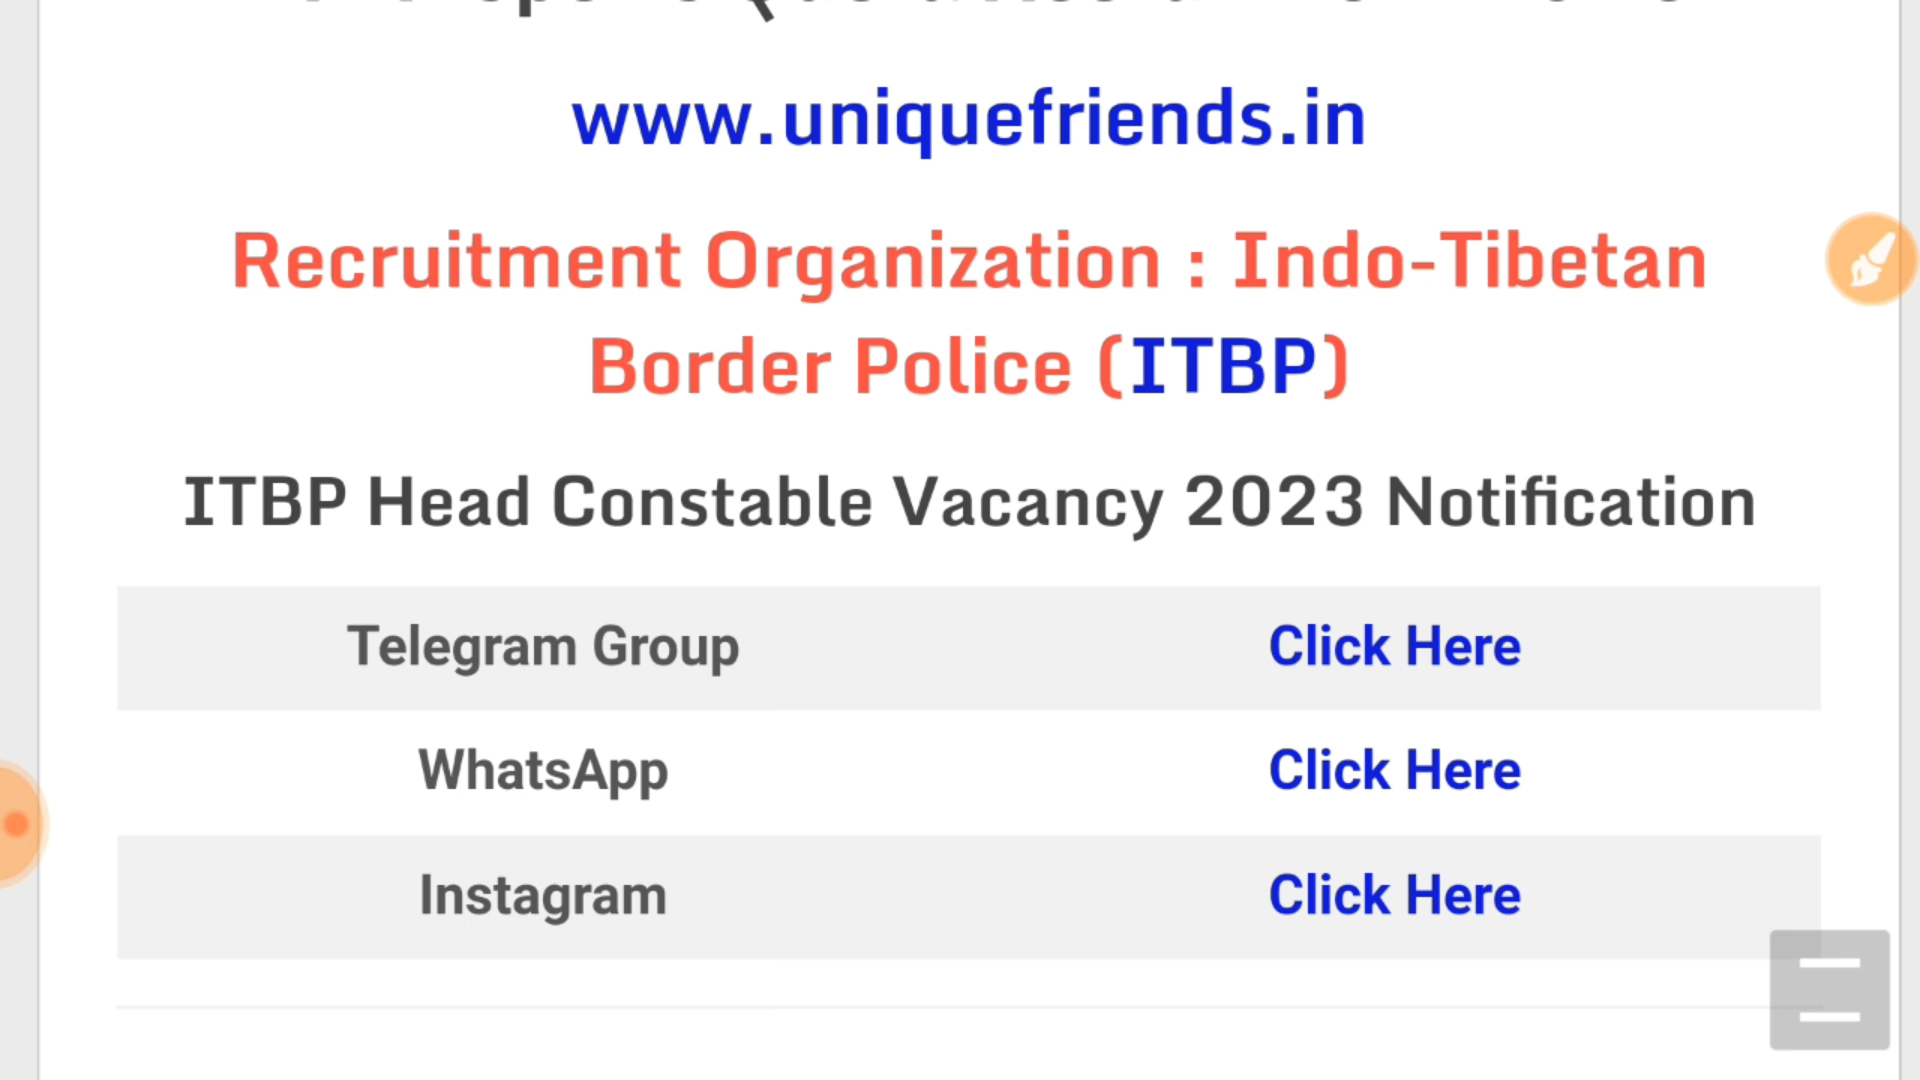 www.uniquefriends.in
Recruitment Organization : Indo-Tibetan
Border Police (ITBP)
ITBP Head Constable Vacancy 2023 Notification
Telegram Group Click Here
WhatsApp Click Here
Instagram Click Here